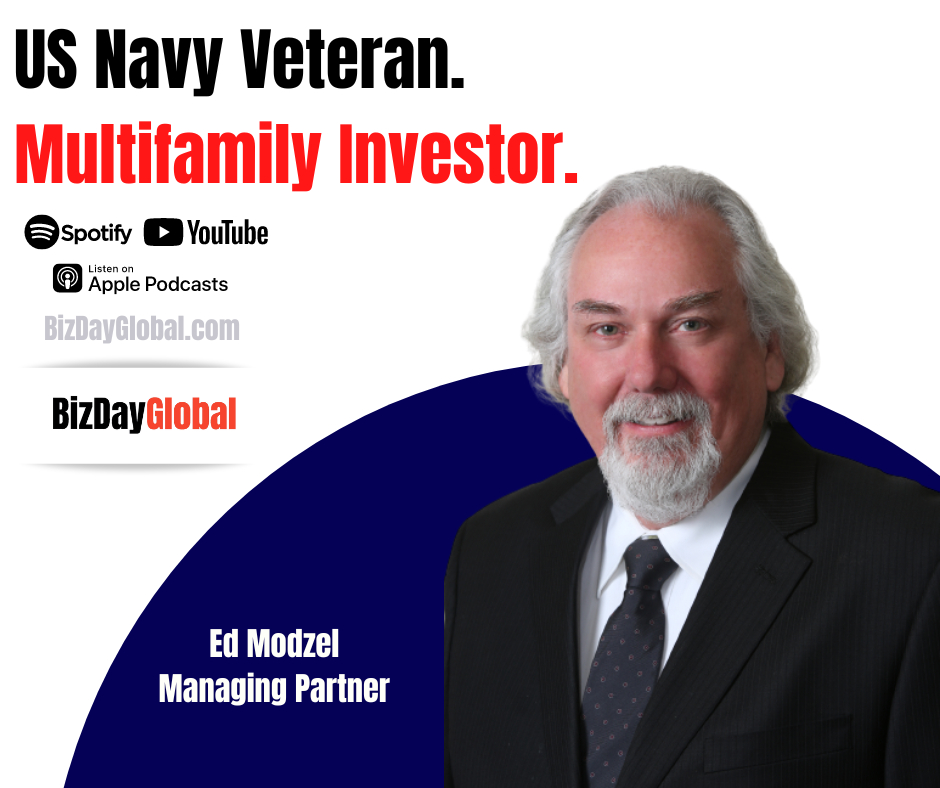 US Navy Veteran.
Multifamily Investor.
Spotify YouTube
Listen on
Apple Podcasts
BizDayGlobal.com
BizDayGlobal
Ed Modzel
Managing Partner